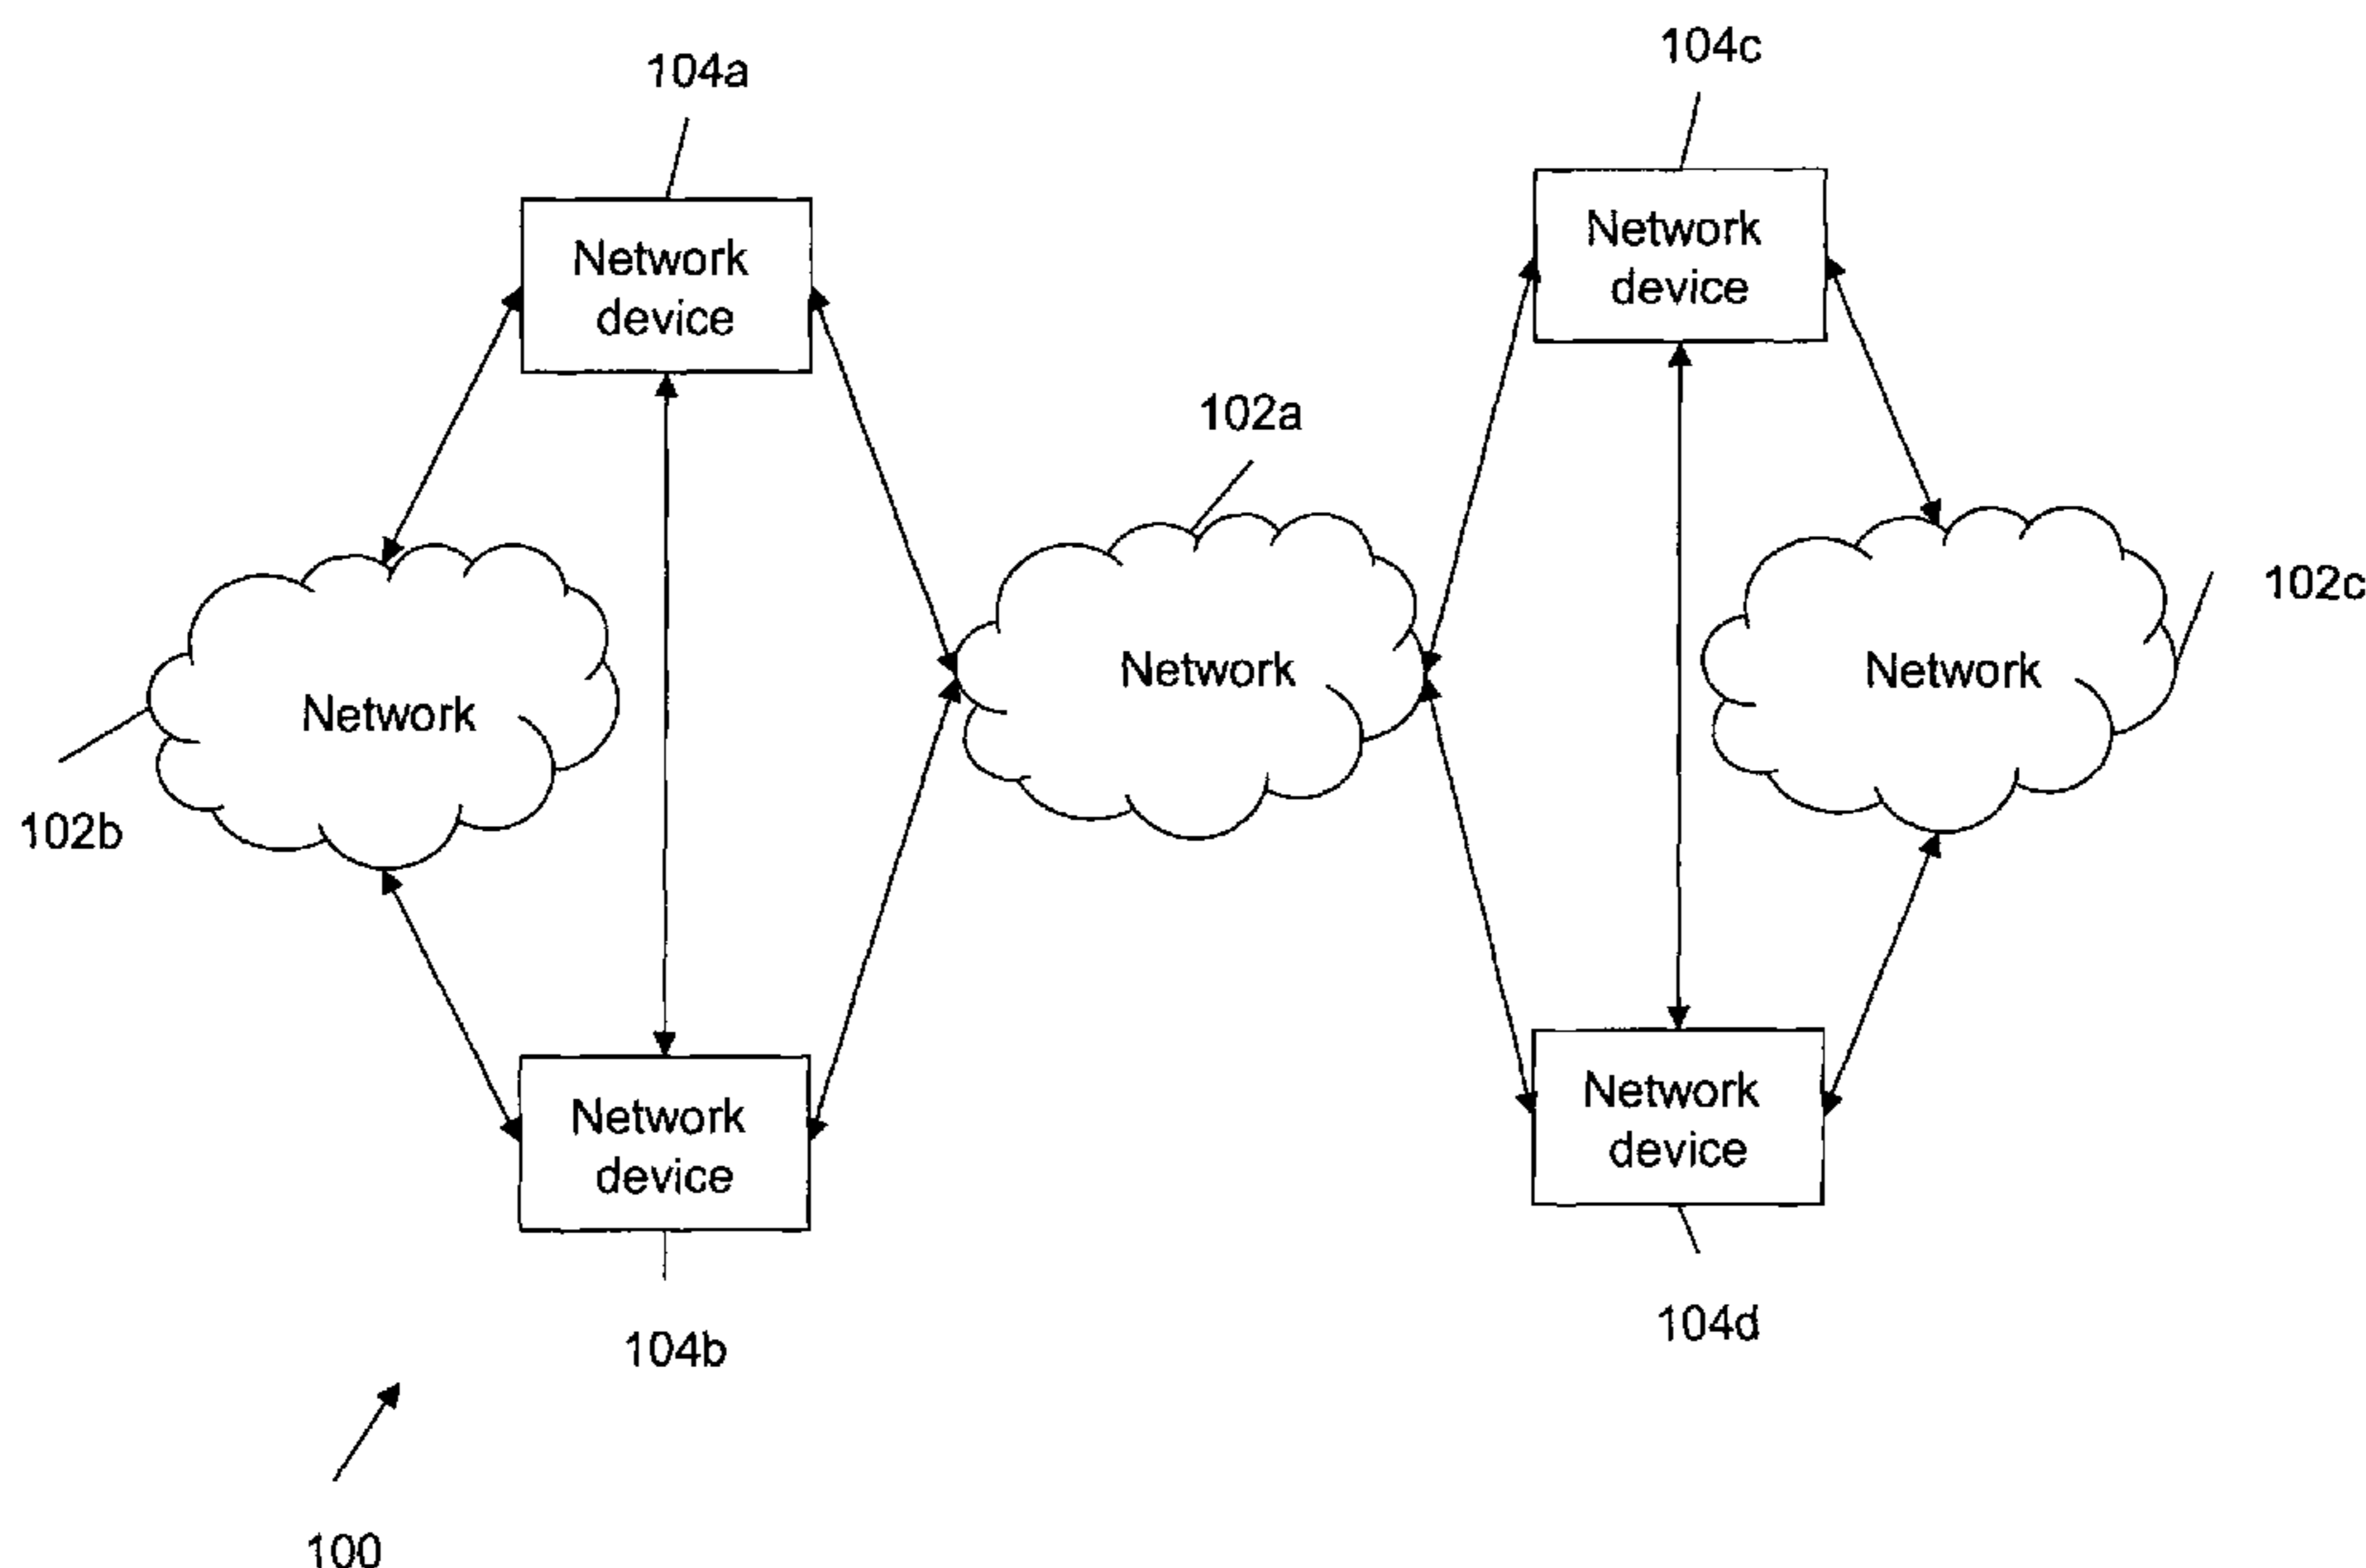 104a
104c
Network
device
Network
device
102a
102c
Network
Network
Network
102b
Network
device
Network
device
104b
104d
100